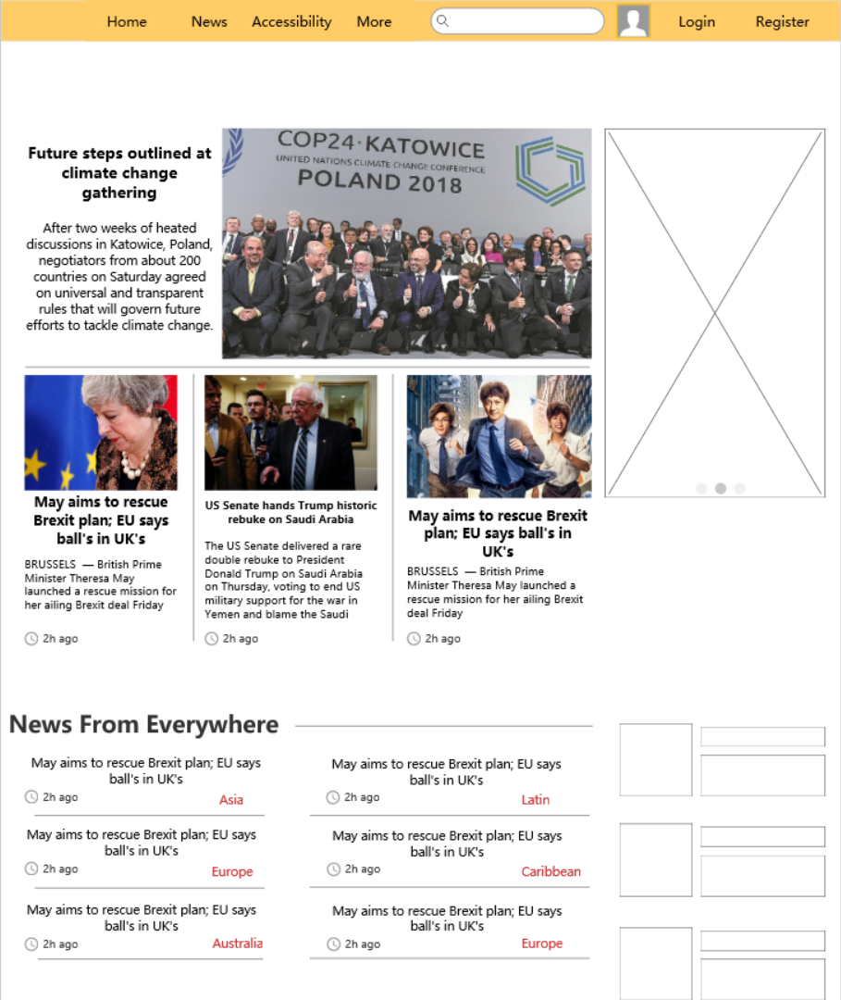 Home News Accessibility More Login Register
Future steps outlined at
climate change
gathering
After two weeks of heated
discussions in Katowice, Poland,
negotiators from about 200
countries on Saturday agreed
on universal and transparent
rules that will govern future
efforts to tackle climate change.
COP24·KATOWICE
UNITED NATIONS CLIMATE CHANGE CONFERENCE
POLAND 2018
May aims to rescue
Brexit plan; EU says
ball's in UK's
BRUSSELS — British Prime
Minister Theresa May
launched a rescue mission for
her ailing Brexit deal Friday
2h ago
US Senate hands Trump historic
rebuke on Saudi Arabia
The US Senate delivered a rare
double rebuke to President
Donald Trump on Saudi Arabia
on Thursday, voting to end US
military support for the war in
Yemen and blame the Saudi
2h ago
May aims to rescue Brexit
plan; EU says ball's in
UK's
BRUSSELS — British Prime
Minister Theresa May launched a
rescue mission for her ailing Brexit
deal Friday
2h ago
News From Everywhere
May aims to rescue Brexit plan; EU says
ball's in UK's
2h ago Asia
May aims to rescue Brexit plan; EU says
ball's in UK's
2h ago Latin
May aims to rescue Brexit plan; EU says
ball's in UK's
2h ago Europe
May aims to rescue Brexit plan; EU says
ball's in UK's
2h ago Caribbean
May aims to rescue Brexit plan; EU says
ball's in UK's
2h ago Australia
May aims to rescue Brexit plan; EU says
ball's in UK's
2h ago Europe